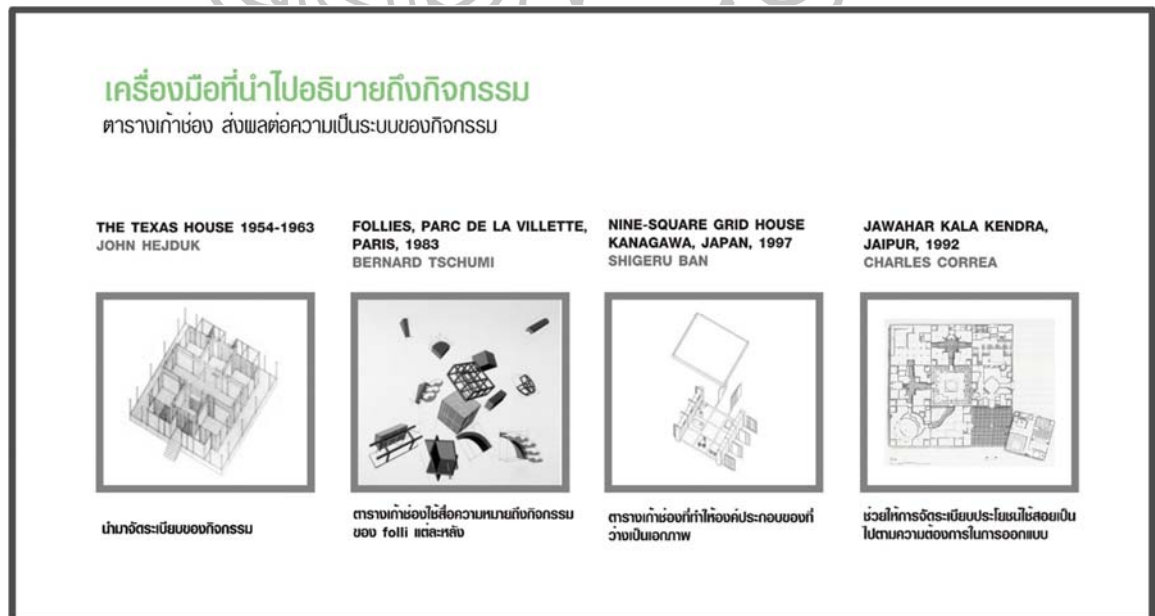 เครื่องมือที่นำไปอธิบายถึงกิจกรรม
ตารางเก้าช่อง ส่งผลต่อความเป็นระบบของกิจกรรม
THE TEXAS HOUSE 1954-1963
JOHN HEJDUK
FOLLIES, PARC DE LA VILLETTE,
PARIS, 1983
BERNARD TSCHUMI
NINE-SQUARE GRID HOUSE
KANAGAWA, JAPAN, 1997
SHIGERU BAN
JAWAHAR KALA KENDRA,
JAIPUR, 1992
CHARLES CORREA
นำมาจัดระเบียบของกิจกรรม
ตารางเก้าช่องใช้สื่อความหมายถึงกิจกรรม
ของ folli แต่ละหลัง
ตารางเก้าช่องที่ทำให้องค์ประกอบของที่
ว่างเป็นเอกภาพ
ช่วยให้การจัดระเบียบประโยชน์ใช้สอยเป็น
ไปตามความต้องการในการออกแบบ